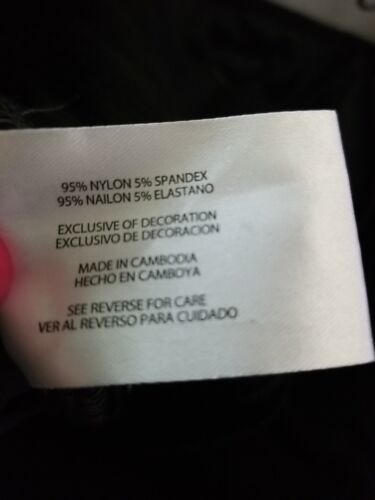 95% NYLON 5% SPANDEX
95% NAILON 5% ELASTANO
EXCLUSIVE OF DECORATION
EXCLUSIVO DE DECORACION
MADE IN CAMBODIA
HECHO EN CAMBOYA
SEE REVERSE FOR CARE
VER AL REVERSO PARA CUIDADO